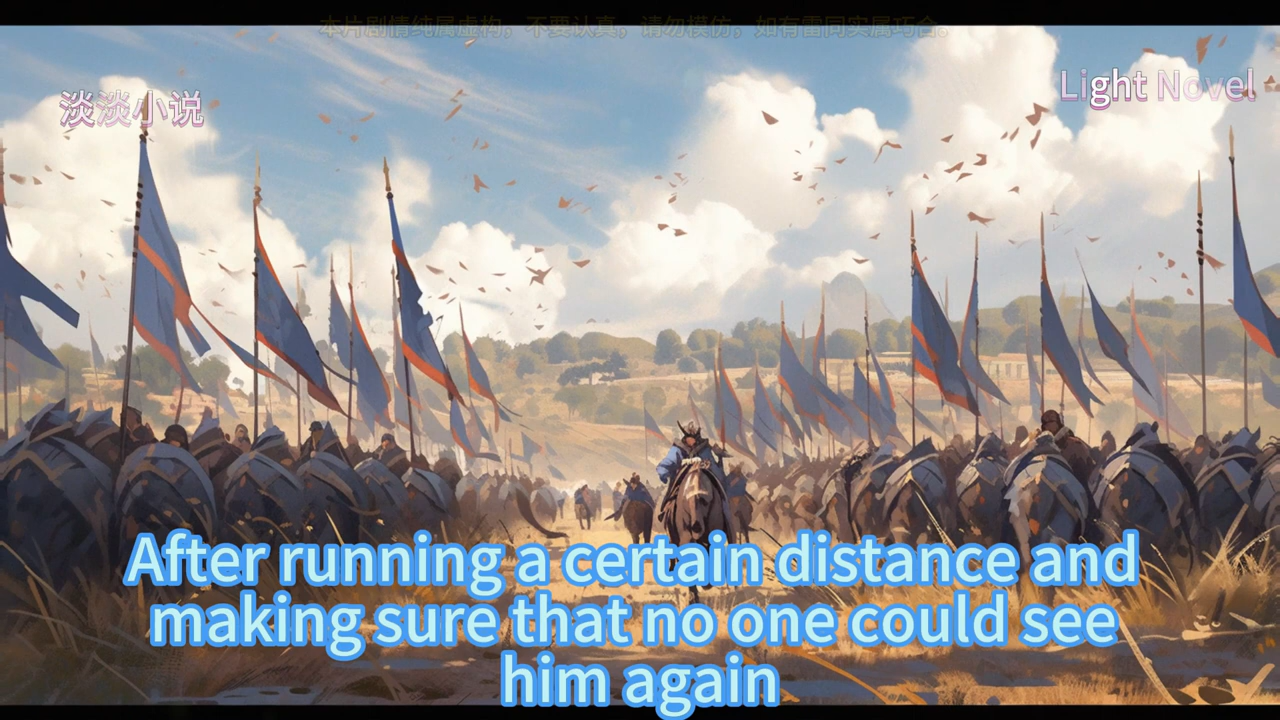 本片剧情纯属虚构，不要认真，请勿模仿，如有雷同实属巧合。
淡淡小说
Light Novel
After running a certain distance and
making sure that no one could see
him again